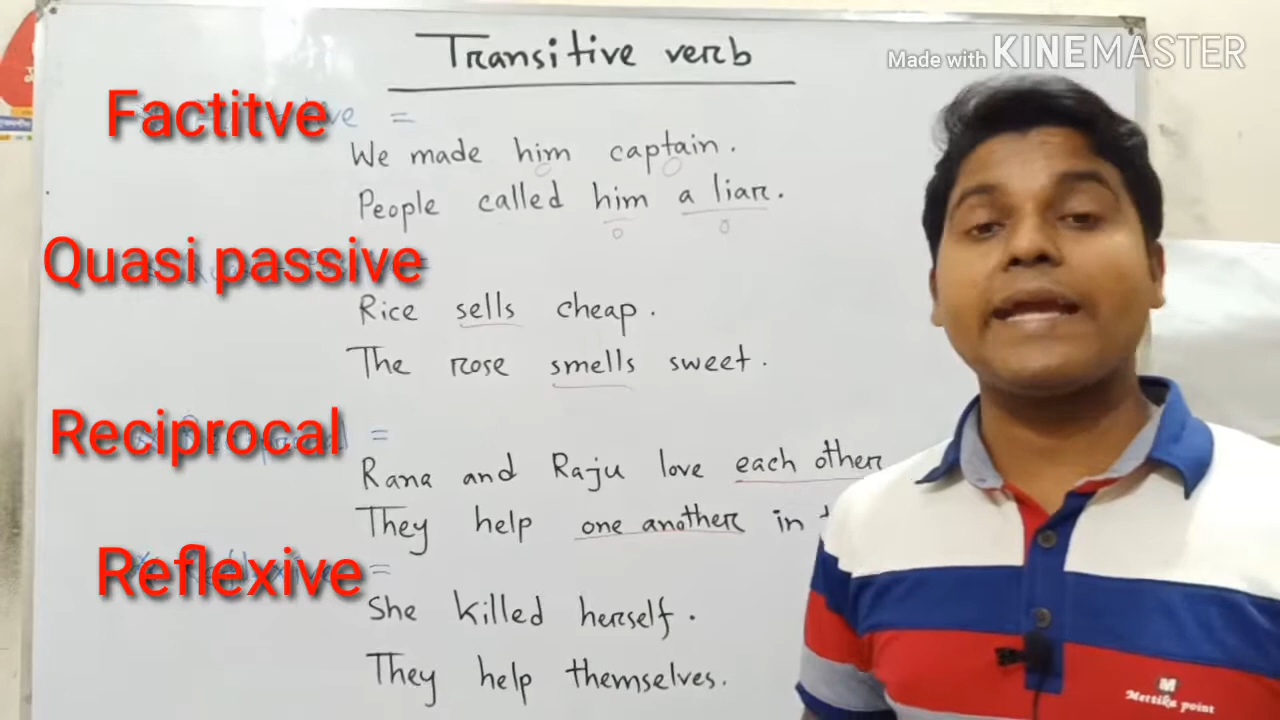 Transitive verb
Made with KINEMASTER
Factitve =
We made him captain.
People called him a liar.
Quasi passive =
Rice sells cheap.
The rose smells sweet.
Reciprocal =
Rana and Raju love each other
They help one another in
Reflexive =
She killed herself.
They help themselves.
M
Mettika point